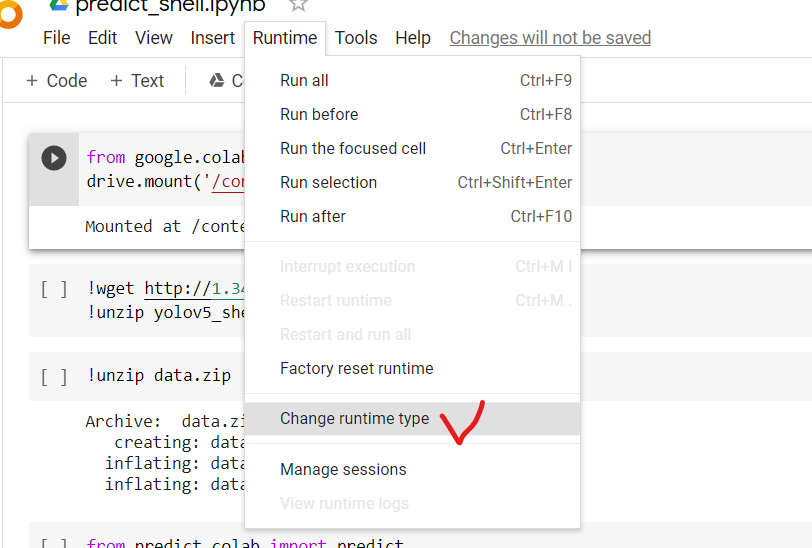 predict_shell.ipynb
File Edit View Insert Runtime Tools Help Changes will not be saved
+ Code + Text
Run all Ctrl+F9
Run before Ctrl+F8
Run the focused cell Ctrl+Enter
Run selection Ctrl+Shift+Enter
Run after Ctrl+F10
Interrupt execution Ctrl+M I
Restart runtime Ctrl+M .
Restart and run all
Factory reset runtime
Change runtime type
Manage sessions
View runtime logs
from google.colab
drive.mount('/con
Mounted at /conte
[ ] !wget http://1.34
!unzip yolov5_she
[ ] !unzip data.zip
Archive: data.zi
creating: data
inflating: data
inflating: data
[ ] from predict_colab import predict